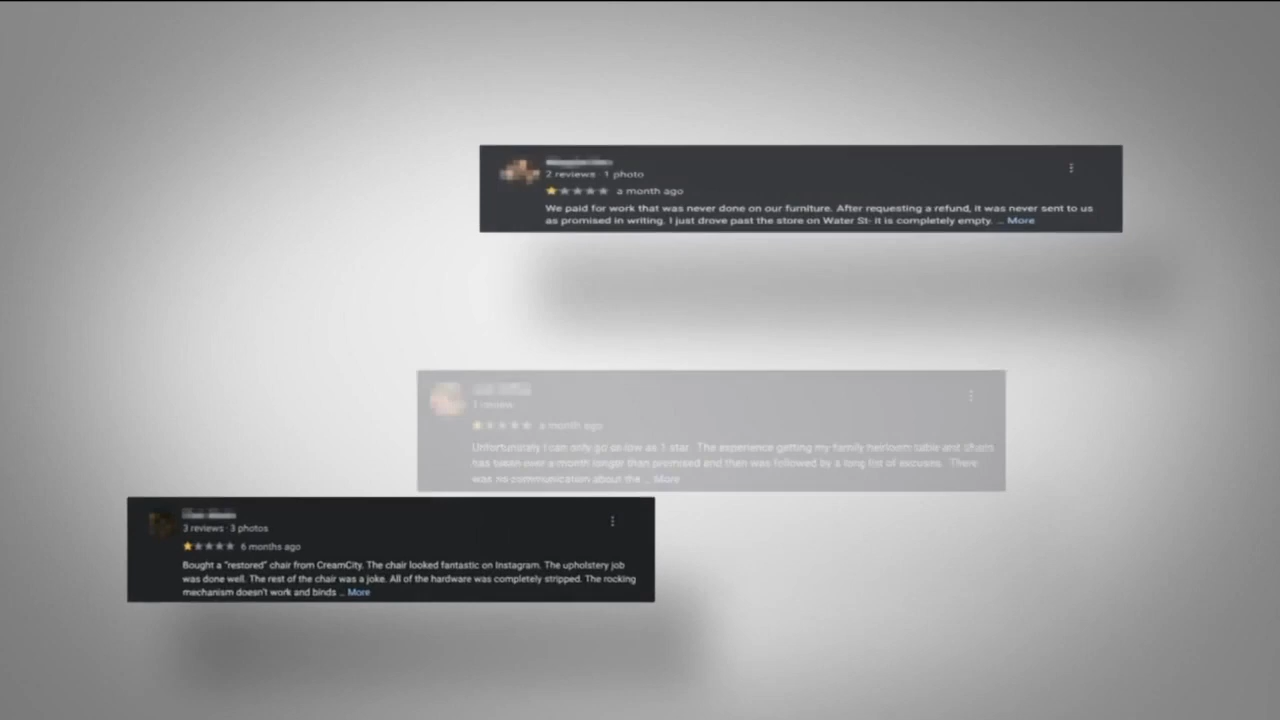 2 reviews · 1 photo
a month ago
We paid for work that was never done on our furniture. After requesting a refund, it was never sent to us
as promised in writing. I just drove past the store on Water St- it is completely empty. ... More
1 review
a month ago
Unfortunately I can only go as low as 1 star. The experience getting my family heirloom table and chairs
has taken over a month longer than promised and then was followed by a long list of excuses. There
was no communication about the ... More
3 reviews · 3 photos
6 months ago
Bought a "restored" chair from CreamCity. The chair looked fantastic on Instagram. The upholstery job
was done well. The rest of the chair was a joke. All of the hardware was completely stripped. The rocking
mechanism doesn't work and binds ... More